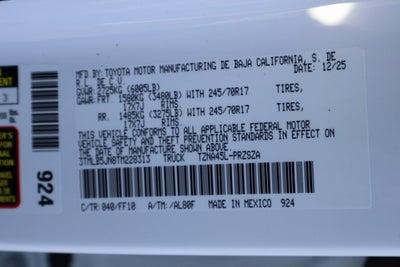 MFD. BY: TOYOTA MOTOR MANUFACTURING DE BAJA CALIFORNIA, S. DE
R.L. DE C.V. DATE: 12/25
GVWR: 2725KG (6005LB)
GAWR: FRT. 1580KG (3480LB) WITH 245/70R17 TIRES,
17X7J RIMS
RR. 1485KG (3275LB) WITH 245/70R17 TIRES,
17X7J RIMS
THIS VEHICLE CONFORMS TO ALL APPLICABLE FEDERAL MOTOR
VEHICLE SAFETY AND THEFT PREVENTION STANDARDS IN EFFECT ON
THE DATE OF MANUFACTURE SHOWN ABOVE.
3TMLB5JN8TM228313 TRUCK TZNA45L-PRZSZA
C/TR: 040/FF10 A/TM: /AL80F MADE IN MEXICO 924
924
3